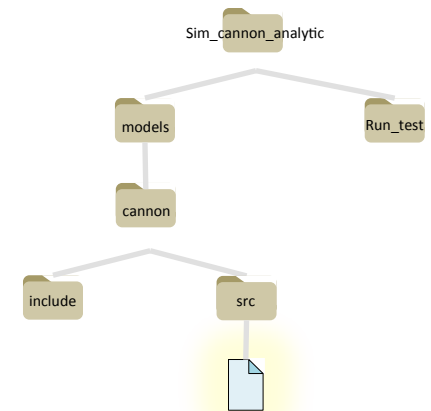 Sim_cannon_analytic
models
Run_test
cannon
include
src